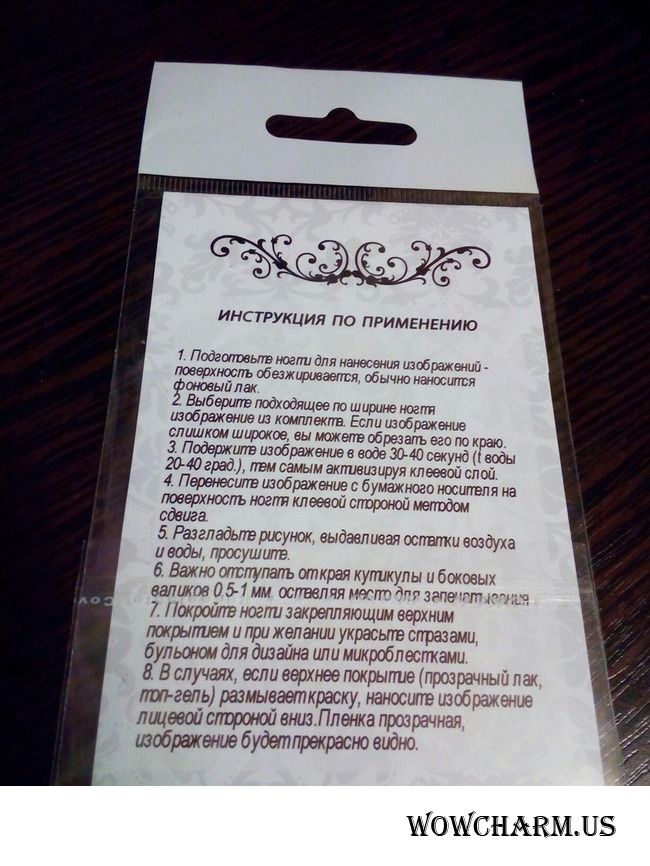 ИНСТРУКЦИЯ ПО ПРИМЕНЕНИЮ
1. Подготовьте ногти для нанесения изображений -
поверхность обезжиривается, обычно наносится
фоновый лак.
2. Выберите подходящее по ширине ногтя
изображение из комплекта. Если изображение
слишком широкое, вы можете обрезать его по краю.
3. Подержите изображение в воде 30-40 секунд (t воды
20-40 град.), тем самым активизируя клеевой слой.
4. Перенесите изображение с бумажного носителя на
поверхность ногтя клеевой стороной методом
сдвига.
5. Разгладьте рисунок, выдавливая остатки воздуха
и воды, просушите.
6. Важно отступать от края кутикулы и боковых
валиков 0.5-1 мм, оставляя место для запечатывания
7. Покройте ногти закрепляющим верхним
покрытием и при желании украсьте стразами,
бульоном для дизайна или микроблестками.
8. В случаях, если верхнее покрытие (прозрачный лак,
топ-гель) размывает краску, наносите изображение
лицевой стороной вниз.Пленка прозрачная,
изображение будет прекрасно видно.
WOWCHARM.US